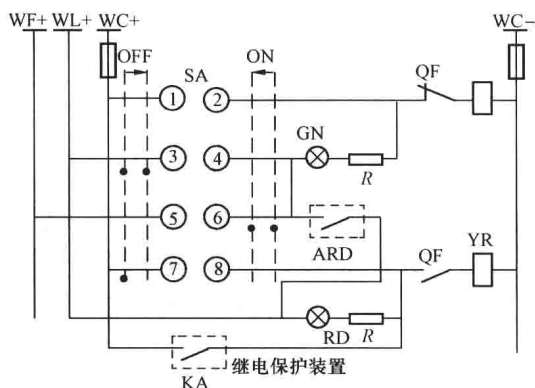 WF+ WL+ WC+ WC−
OFF SA ON
QF
1 2
GN
3 4
R
5 6
ARD
QF YR
7 8
RD R
继电保护装置
KA